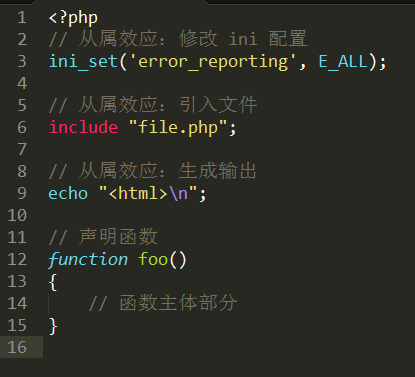 1 <?php
2 // 从属效应：修改 ini 配置
3 ini_set('error_reporting', E_ALL);
4
5 // 从属效应：引入文件
6 include "file.php";
7
8 // 从属效应：生成输出
9 echo "<html>\n";
10
11 // 声明函数
12 function foo()
13 {
14     // 函数主体部分
15 }
16